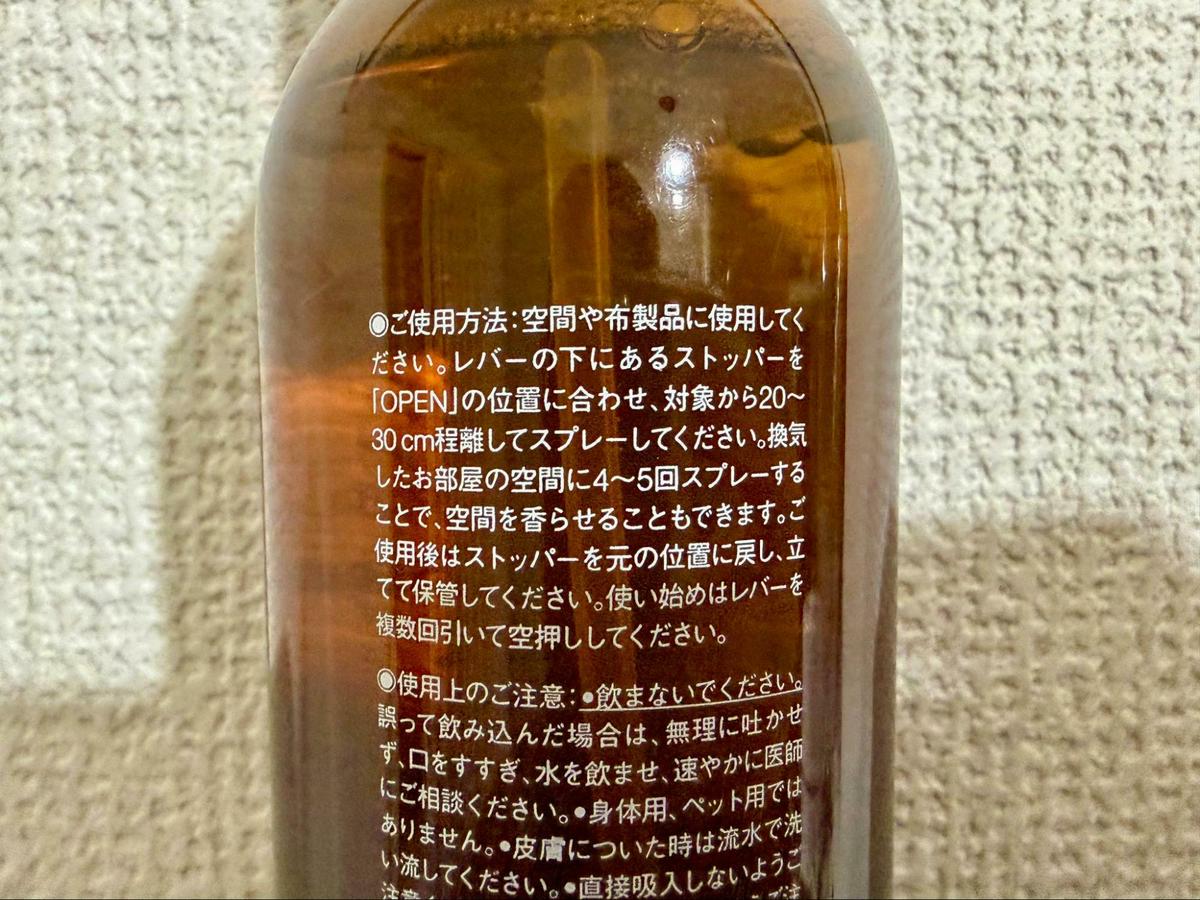 ◉ご使用方法：空間や布製品に使用してく
ださい。レバーの下にあるストッパーを
「OPEN」の位置に合わせ、対象から20〜
30cm程離してスプレーしてください。換気
したお部屋の空間に4〜5回スプレーする
ことで、空間を香らせることもできます。ご
使用後はストッパーを元の位置に戻し、立
てて保管してください。使い始めはレバーを
複数回引いて空押ししてください。
◉使用上のご注意：●飲まないでください。
誤って飲み込んだ場合は、無理に吐かせ
ず、口をすすぎ、水を飲ませ、速やかに医師
にご相談ください。●身体用、ペット用では
ありません。●皮膚についた時は流水で洗
い流してください。●直接吸入しないようご